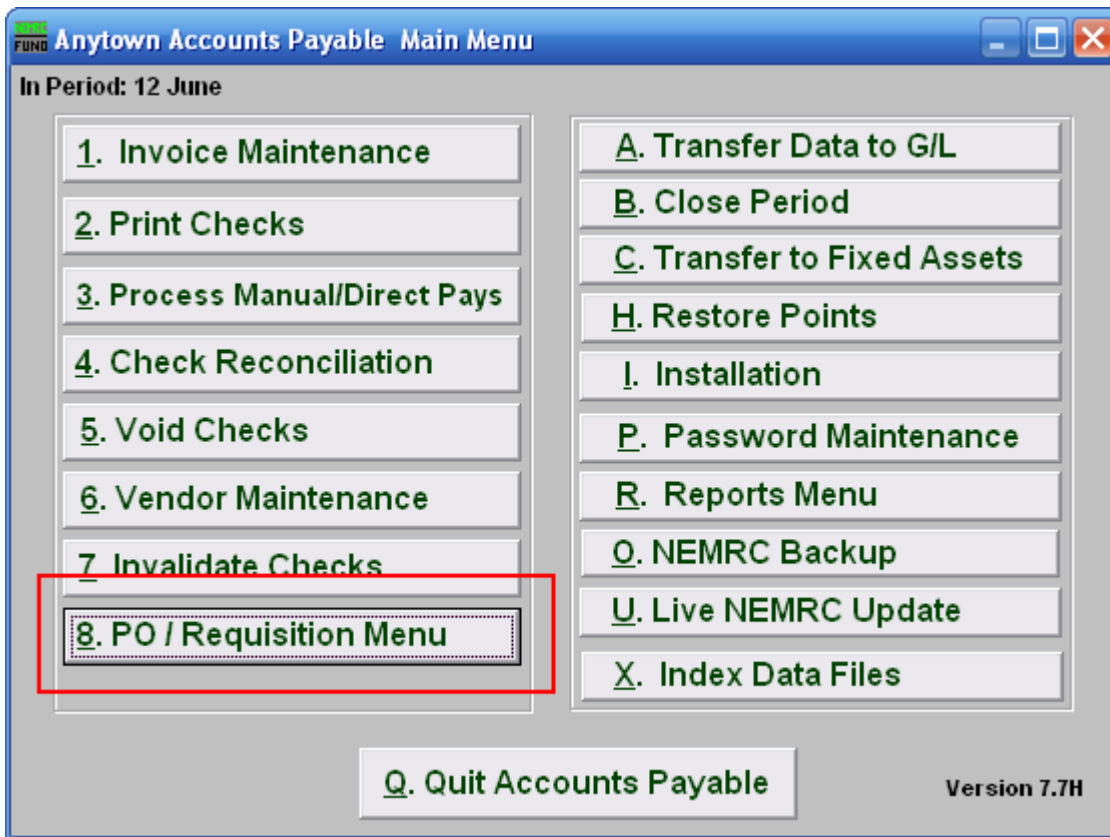 NEMRC
FUND Anytown Accounts Payable Main Menu
In Period: 12 June
1. Invoice Maintenance
2. Print Checks
3. Process Manual/Direct Pays
4. Check Reconciliation
5. Void Checks
6. Vendor Maintenance
7. Invalidate Checks
8. PO / Requisition Menu
A. Transfer Data to G/L
B. Close Period
C. Transfer to Fixed Assets
H. Restore Points
I. Installation
P. Password Maintenance
R. Reports Menu
O. NEMRC Backup
U. Live NEMRC Update
X. Index Data Files
Q. Quit Accounts Payable
Version 7.7H